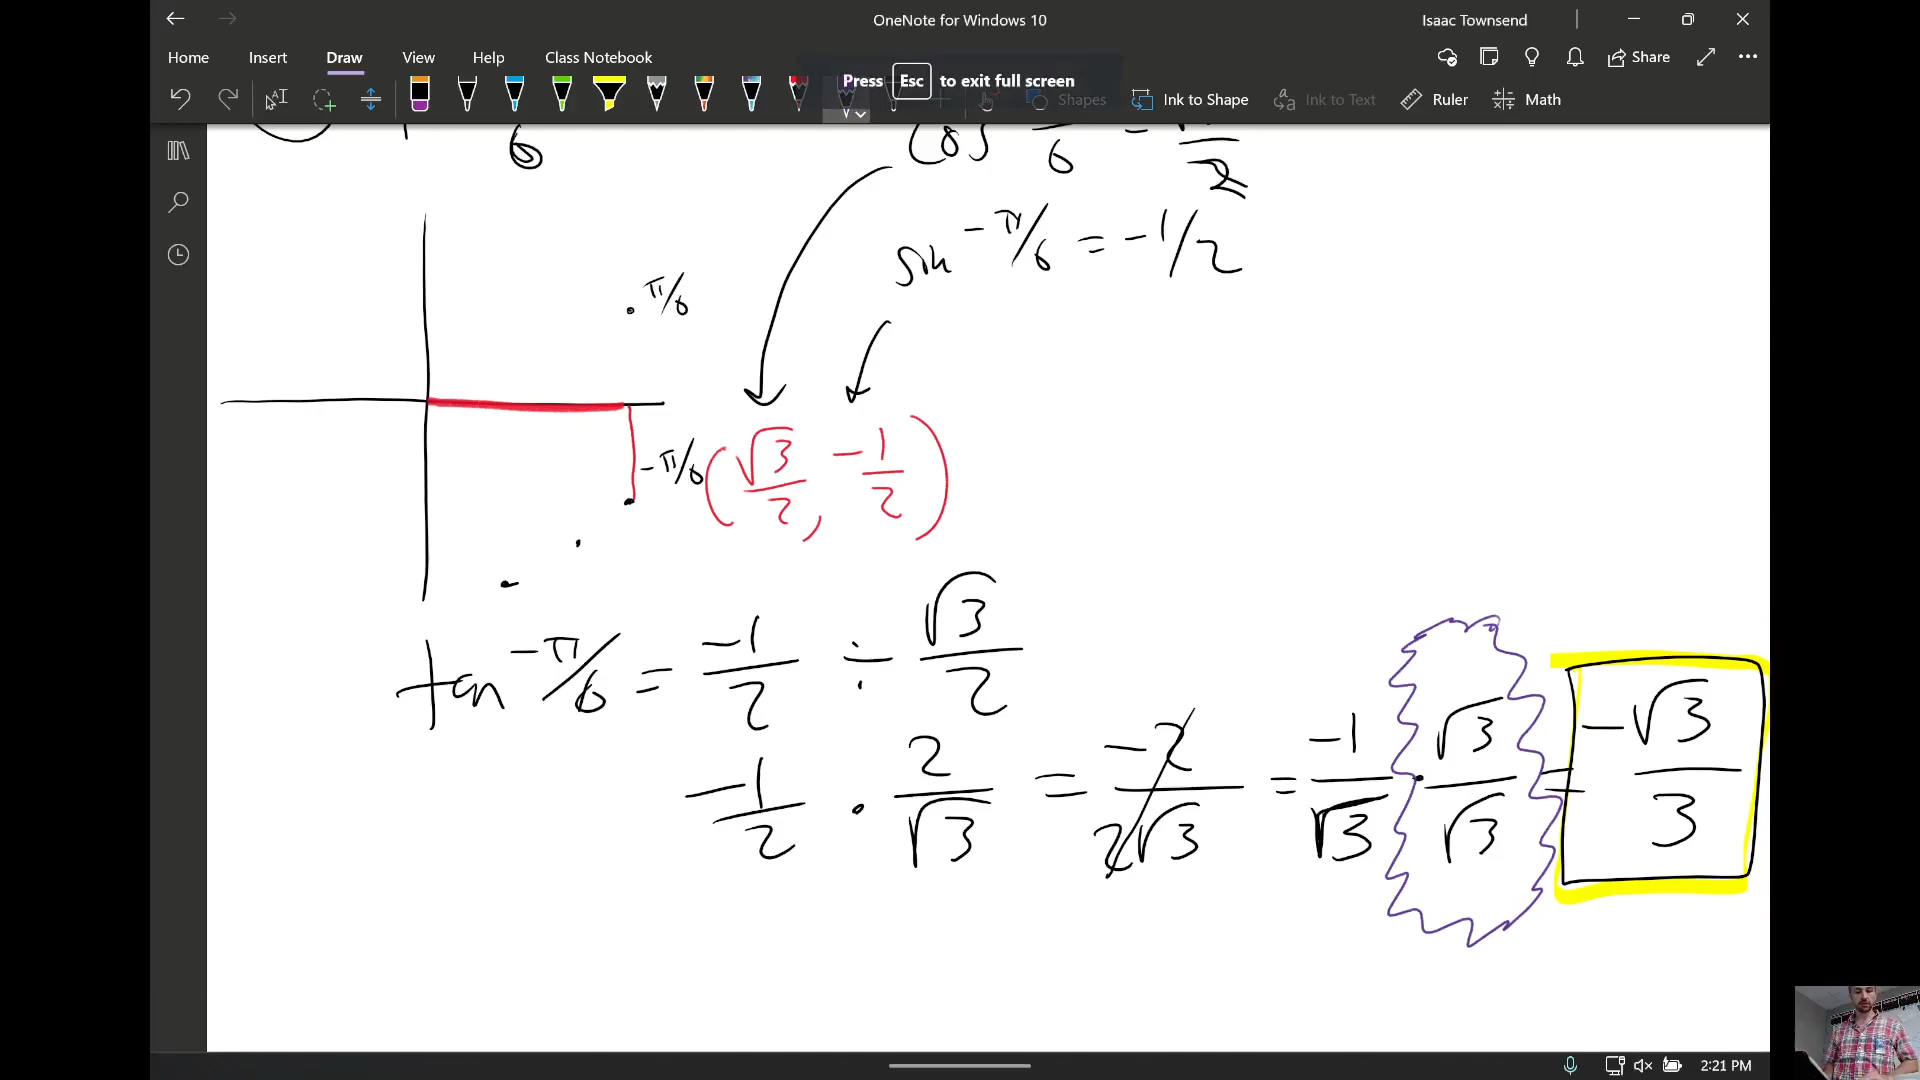 OneNote for Windows 10
Isaac Townsend
Home Insert Draw View Help Class Notebook
Share
Press Esc to exit full screen
Shapes Ink to Shape Ink to Text Ruler Math
6
cos 6 = 2
sin -π/6 = -1/2
π/6
-π/6 (√3/2, -1/2)
tan -π/6 = -1/2 ÷ √3/2
-1/2 · 2/√3 = -2/2√3 = -1/√3 · √3/√3 = -√3/3
2:21 PM